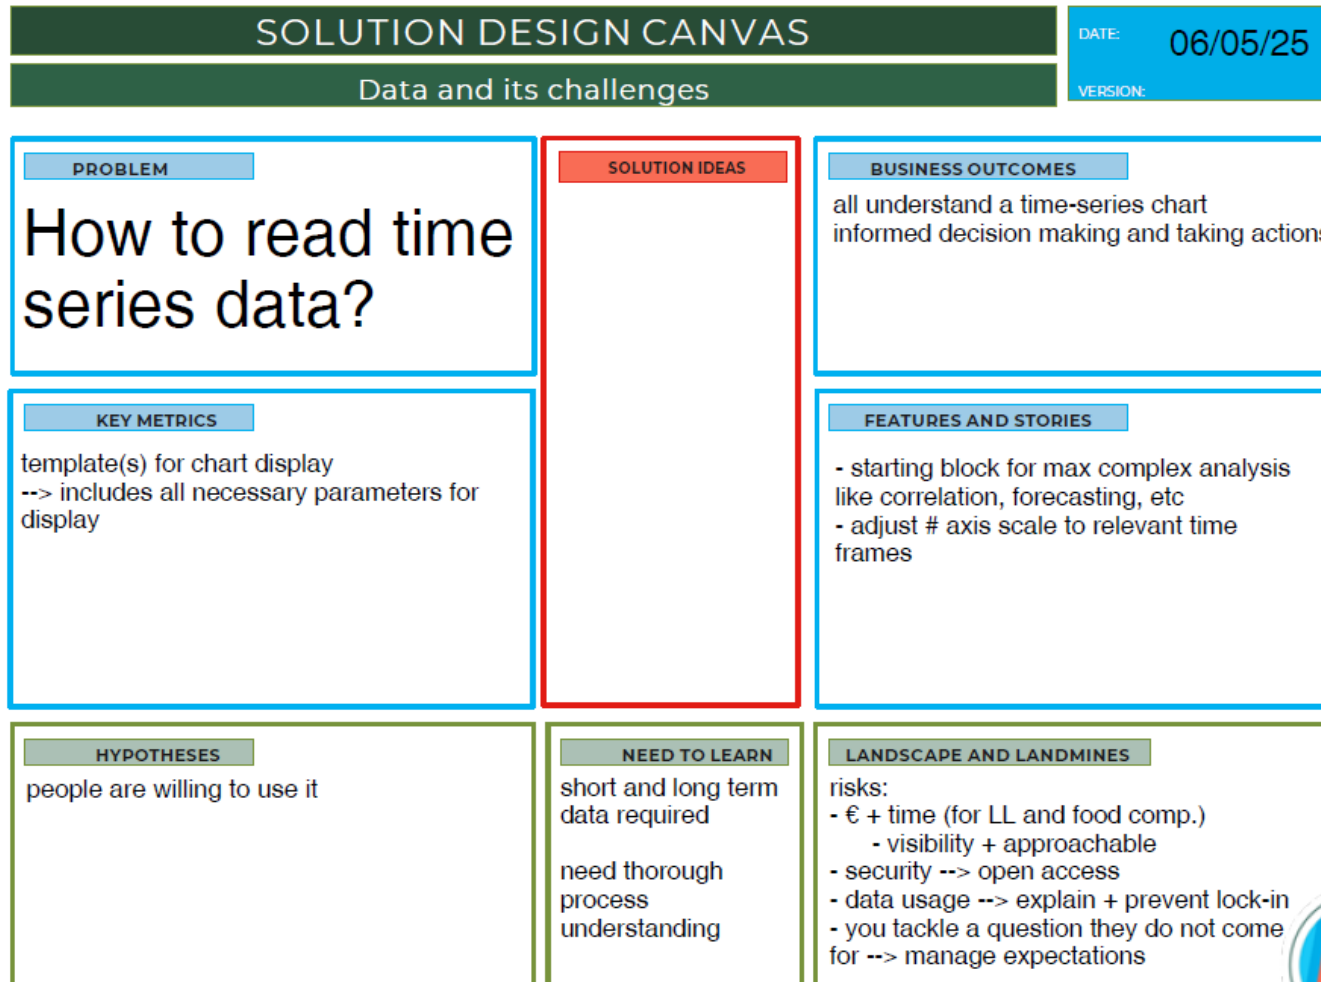 SOLUTION DESIGN CANVAS
Data and its challenges
DATE:
06/05/25
VERSION:
PROBLEM
How to read time
series data?
SOLUTION IDEAS
BUSINESS OUTCOMES
all understand a time-series chart
informed decision making and taking actions
KEY METRICS
template(s) for chart display
--> includes all necessary parameters for
display
FEATURES AND STORIES
- starting block for max complex analysis
like correlation, forecasting, etc
- adjust # axis scale to relevant time
frames
HYPOTHESES
people are willing to use it
NEED TO LEARN
short and long term
data required
need thorough
process
understanding
LANDSCAPE AND LANDMINES
risks:
- € + time (for LL and food comp.)
- visibility + approachable
- security --> open access
- data usage --> explain + prevent lock-in
- you tackle a question they do not come
for --> manage expectations